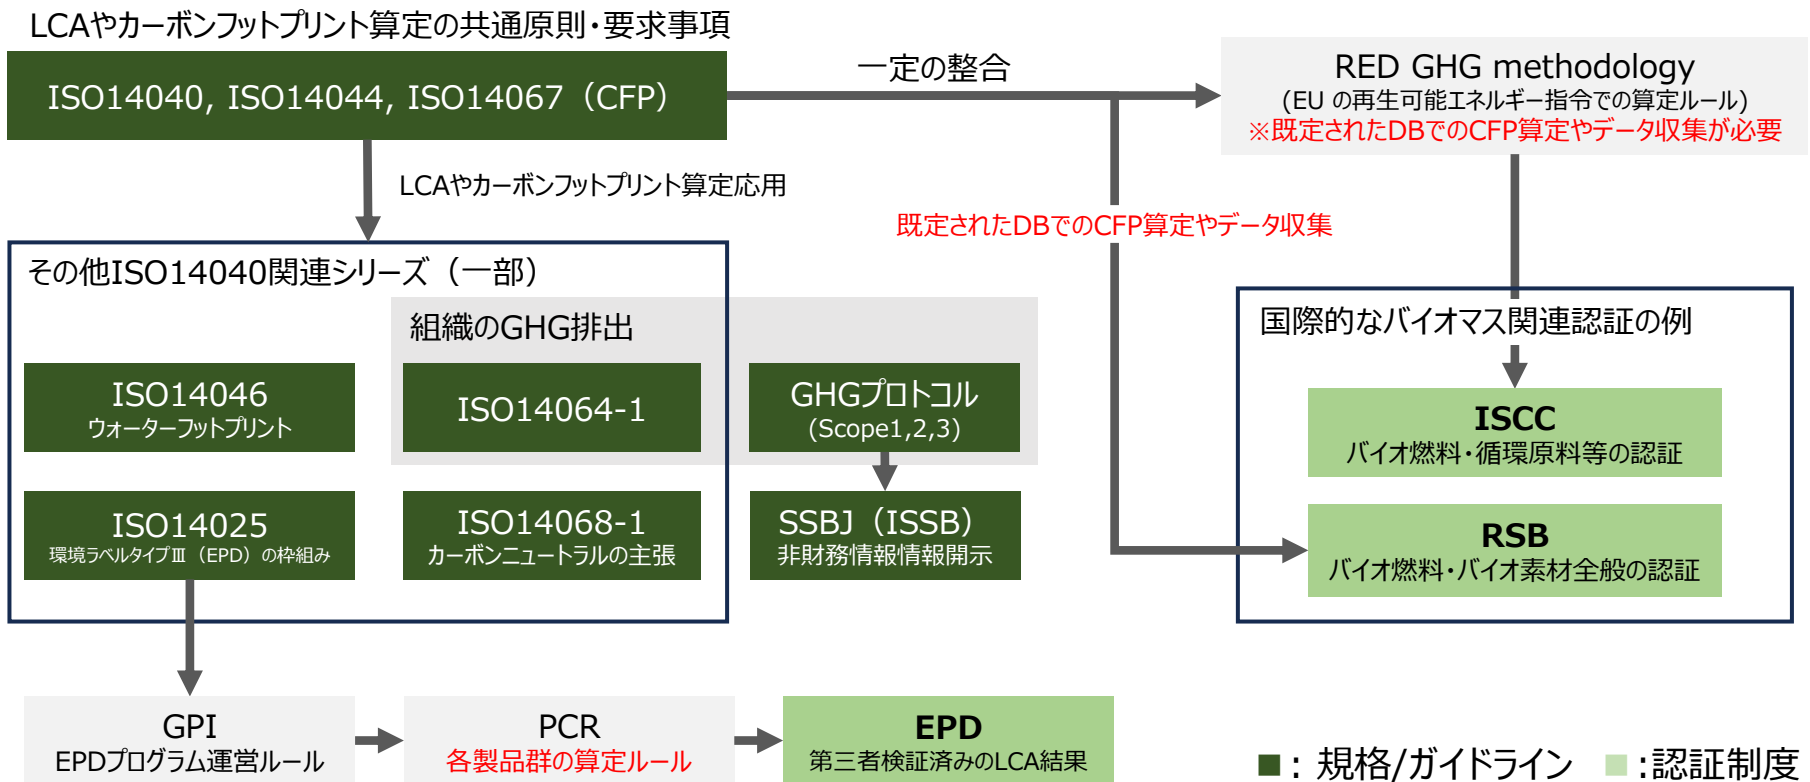 LCAやカーボンフットプリント算定の共通原則・要求事項
ISO14040, ISO14044, ISO14067（CFP）
一定の整合
RED GHG methodology
(EU の再生可能エネルギー指令での算定ルール)
※既定されたDBでのCFP算定やデータ収集が必要
LCAやカーボンフットプリント算定応用
既定されたDBでのCFP算定やデータ収集
その他ISO14040関連シリーズ（一部）
組織のGHG排出
ISO14046
ウォーターフットプリント
ISO14064-1
GHGプロトコル
(Scope1,2,3)
ISO14025
環境ラベルタイプⅢ（EPD）の枠組み
ISO14068-1
カーボンニュートラルの主張
SSBJ（ISSB）
非財務情報情報開示
国際的なバイオマス関連認証の例
ISCC
バイオ燃料・循環原料等の認証
RSB
バイオ燃料・バイオ素材全般の認証
GPI
EPDプログラム運営ルール
PCR
各製品群の算定ルール
EPD
第三者検証済みのLCA結果
■：規格/ガイドライン ■:認証制度